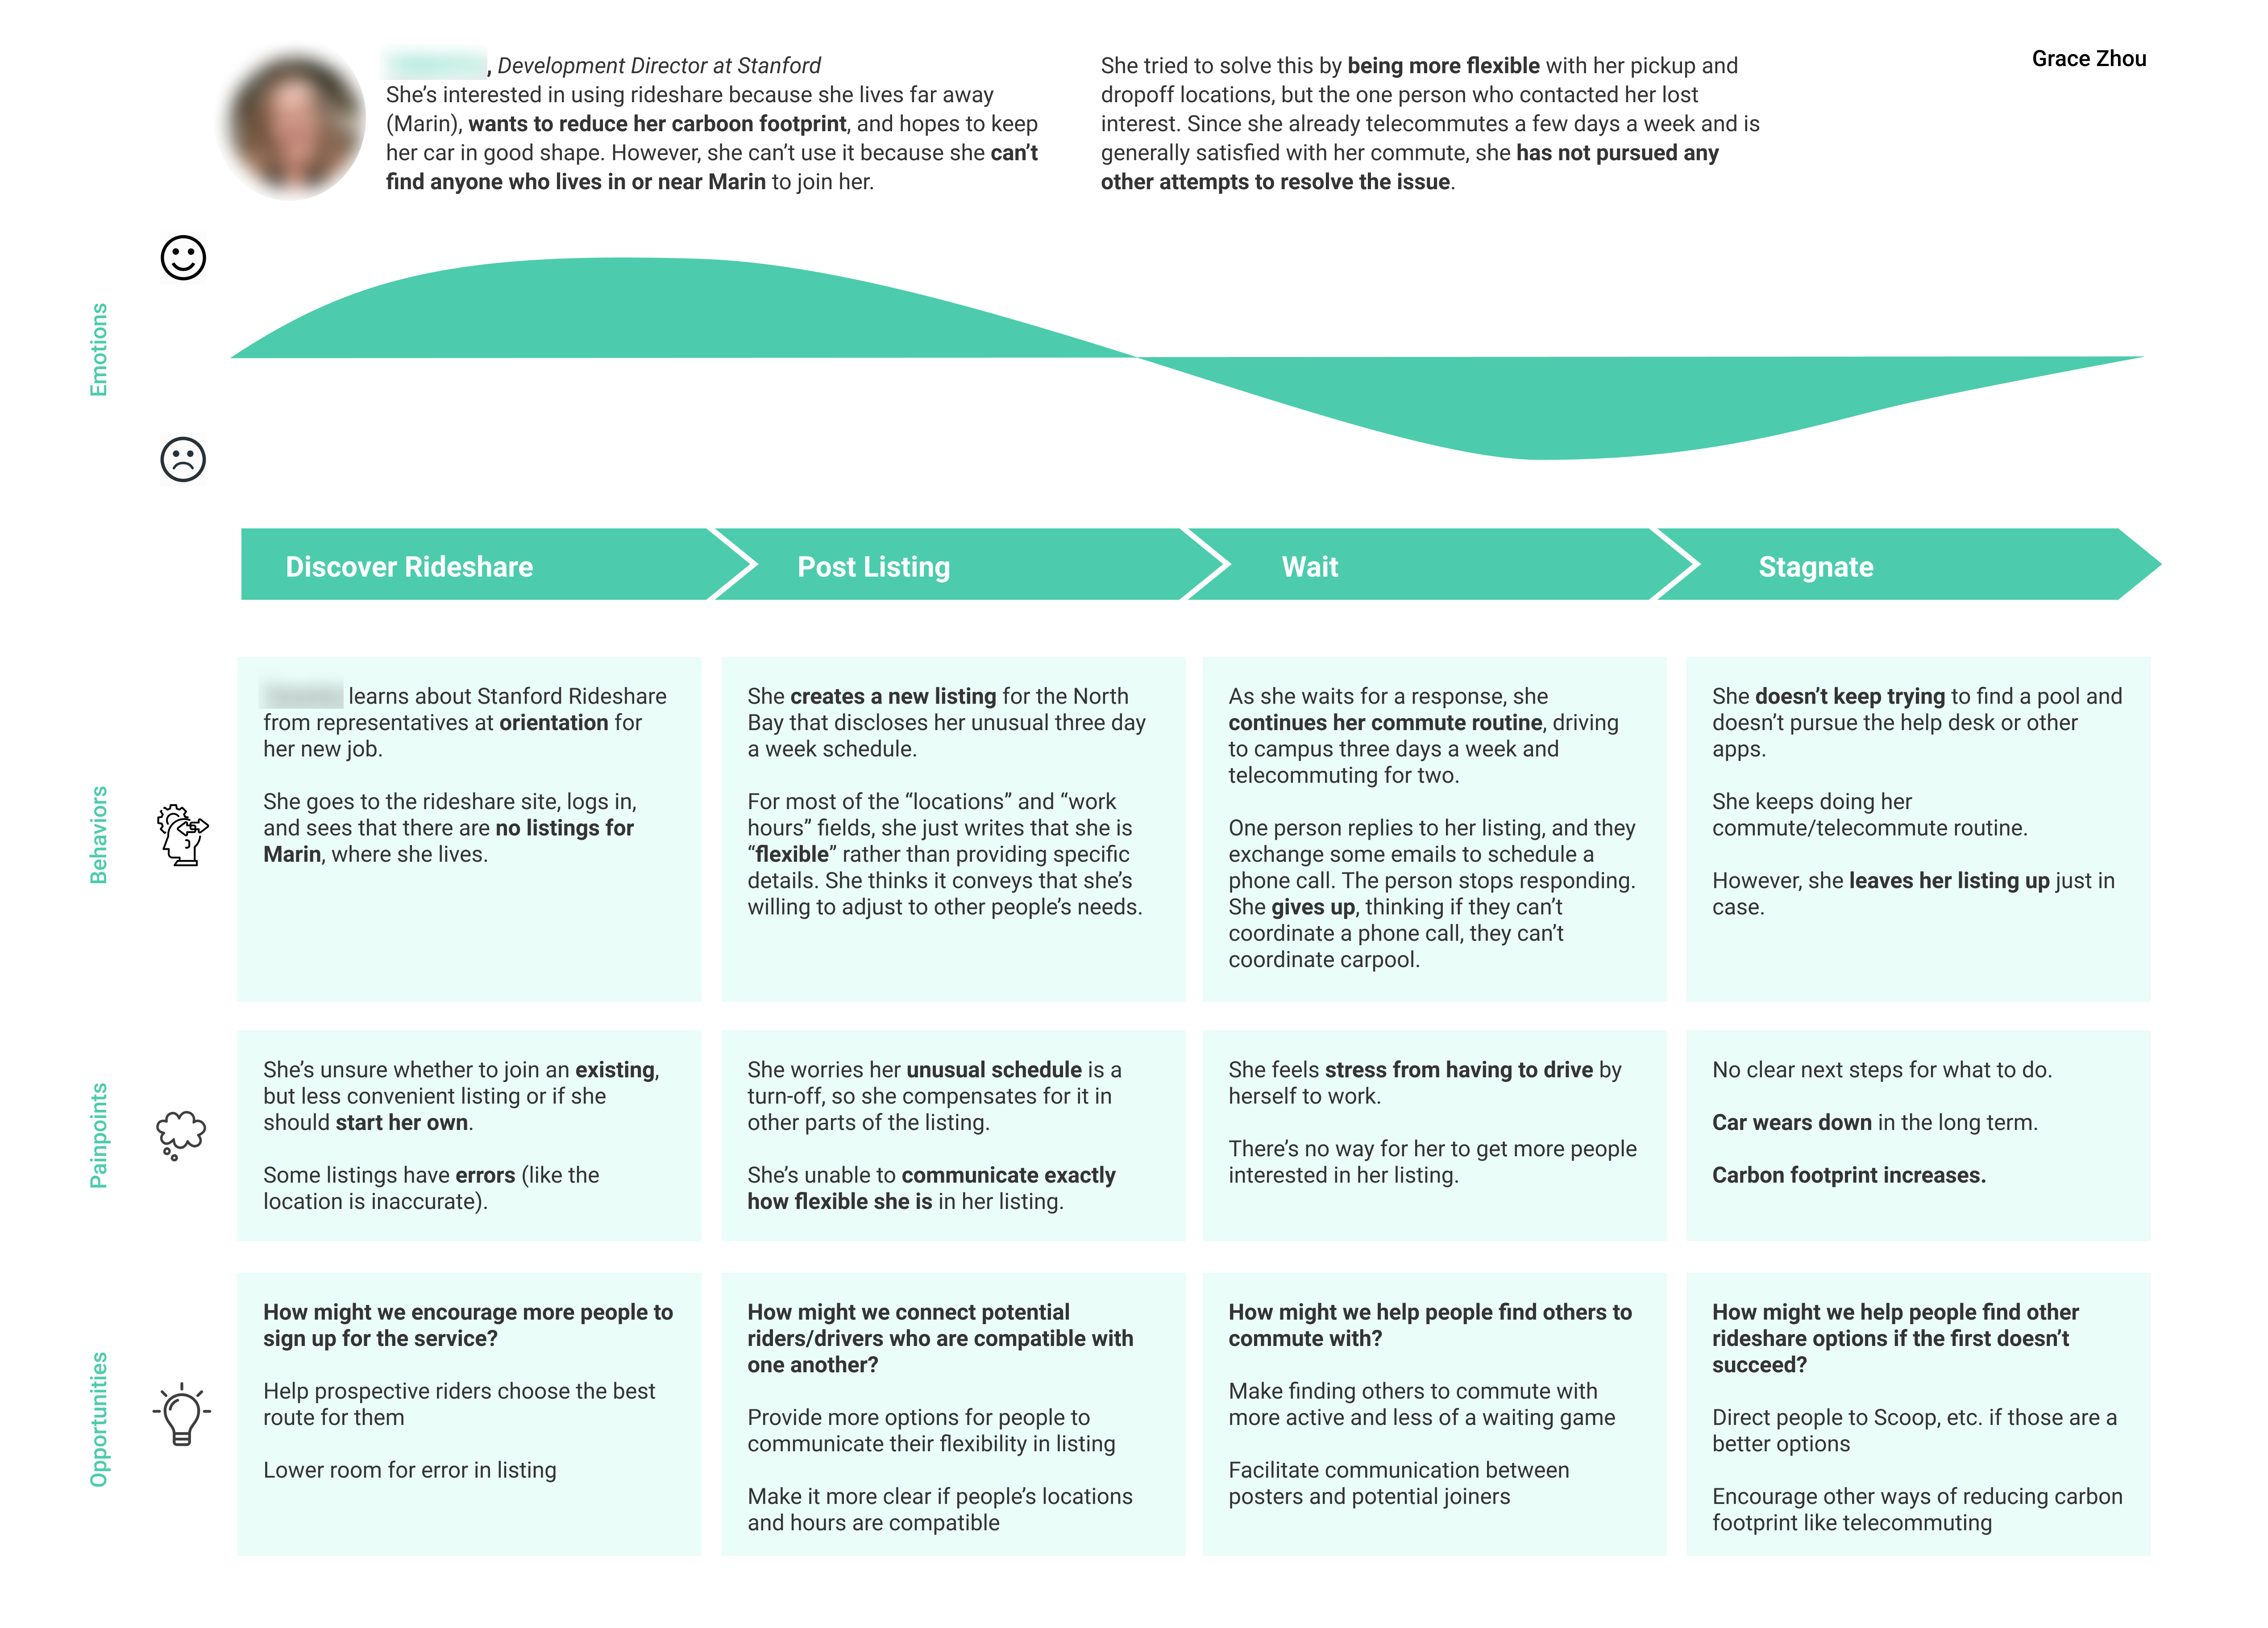 , Development Director at Stanford
She's interested in using rideshare because she lives far away
(Marin), wants to reduce her carboon footprint, and hopes to keep
her car in good shape. However, she can't use it because she can't
find anyone who lives in or near Marin to join her.
She tried to solve this by being more flexible with her pickup and
dropoff locations, but the one person who contacted her lost
interest. Since she already telecommutes a few days a week and is
generally satisfied with her commute, she has not pursued any
other attempts to resolve the issue.
Grace Zhou
Emotions
Discover Rideshare
Post Listing
Wait
Stagnate
Behaviors
learns about Stanford Rideshare
from representatives at orientation for
her new job.
She goes to the rideshare site, logs in,
and sees that there are no listings for
Marin, where she lives.
She creates a new listing for the North
Bay that discloses her unusual three day
a week schedule.
For most of the “locations” and “work
hours” fields, she just writes that she is
“flexible” rather than providing specific
details. She thinks it conveys that she's
willing to adjust to other people's needs.
As she waits for a response, she
continues her commute routine, driving
to campus three days a week and
telecommuting for two.
One person replies to her listing, and they
exchange some emails to schedule a
phone call. The person stops responding.
She gives up, thinking if they can't
coordinate a phone call, they can't
coordinate carpool.
She doesn't keep trying to find a pool and
doesn't pursue the help desk or other
apps.
She keeps doing her
commute/telecommute routine.
However, she leaves her listing up just in
case.
Painpoints
She's unsure whether to join an existing,
but less convenient listing or if she
should start her own.
Some listings have errors (like the
location is inaccurate).
She worries her unusual schedule is a
turn-off, so she compensates for it in
other parts of the listing.
She's unable to communicate exactly
how flexible she is in her listing.
She feels stress from having to drive by
herself to work.
There's no way for her to get more people
interested in her listing.
No clear next steps for what to do.
Car wears down in the long term.
Carbon footprint increases.
Opportunities
How might we encourage more people to
sign up for the service?
Help prospective riders choose the best
route for them
Lower room for error in listing
How might we connect potential
riders/drivers who are compatible with
one another?
Provide more options for people to
communicate their flexibility in listing
Make it more clear if people's locations
and hours are compatible
How might we help people find others to
commute with?
Make finding others to commute with
more active and less of a waiting game
Facilitate communication between
posters and potential joiners
How might we help people find other
rideshare options if the first doesn't
succeed?
Direct people to Scoop, etc. if those are a
better options
Encourage other ways of reducing carbon
footprint like telecommuting